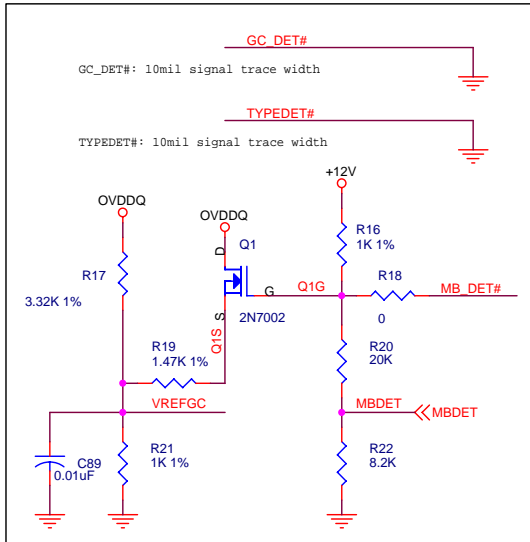 GC_DET#
GC_DET#: 10mil signal trace width
TYPEDET#
TYPEDET#: 10mil signal trace width
+12V
OVDDQ
OVDDQ
R17
3.32K 1%
D
Q1
G
S
2N7002
Q1S
Q1G
R16
1K 1%
R18
0
MB_DET#
R19
1.47K 1%
R20
20K
VREFGC
MBDET
MBDET
C89
0.01uF
R21
1K 1%
R22
8.2K